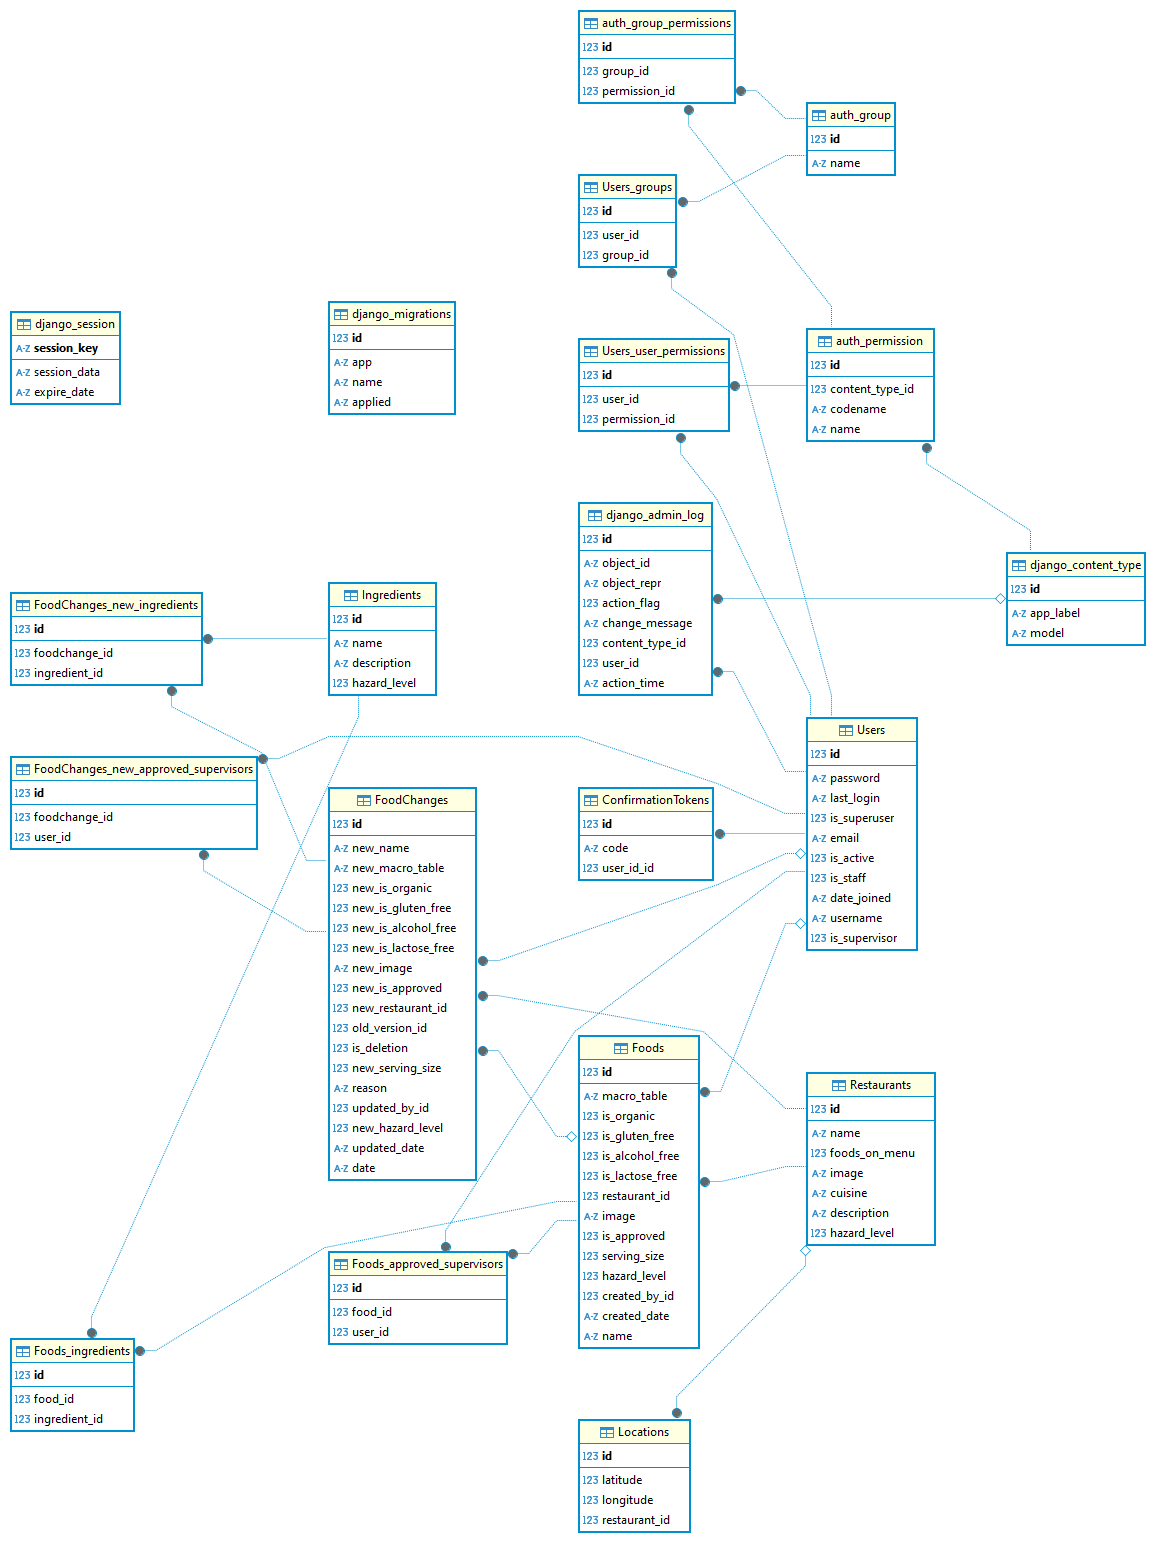 auth_group_permissions
123 id
123 group_id
123 permission_id
auth_group
123 id
A-Z name
Users_groups
123 id
123 user_id
123 group_id
django_session
A-Z session_key
A-Z session_data
A-Z expire_date
django_migrations
123 id
A-Z app
A-Z name
A-Z applied
Users_user_permissions
123 id
123 user_id
123 permission_id
auth_permission
123 id
123 content_type_id
A-Z codename
A-Z name
django_admin_log
123 id
A-Z object_id
A-Z object_repr
123 action_flag
A-Z change_message
123 content_type_id
123 user_id
A-Z action_time
django_content_type
123 id
A-Z app_label
A-Z model
FoodChanges_new_ingredients
123 id
123 foodchange_id
123 ingredient_id
Ingredients
123 id
A-Z name
A-Z description
123 hazard_level
Users
123 id
A-Z password
A-Z last_login
123 is_superuser
A-Z email
123 is_active
123 is_staff
A-Z date_joined
A-Z username
123 is_supervisor
FoodChanges_new_approved_supervisors
123 id
123 foodchange_id
123 user_id
FoodChanges
123 id
A-Z new_name
A-Z new_macro_table
123 new_is_organic
123 new_is_gluten_free
123 new_is_alcohol_free
123 new_is_lactose_free
A-Z new_image
123 new_is_approved
123 new_restaurant_id
123 old_version_id
123 is_deletion
123 new_serving_size
A-Z reason
123 updated_by_id
123 new_hazard_level
A-Z updated_date
A-Z date
ConfirmationTokens
123 id
A-Z code
123 user_id_id
Foods
123 id
A-Z macro_table
123 is_organic
123 is_gluten_free
123 is_alcohol_free
123 is_lactose_free
123 restaurant_id
A-Z image
123 is_approved
123 serving_size
123 hazard_level
123 created_by_id
A-Z created_date
A-Z name
Restaurants
123 id
A-Z name
123 foods_on_menu
A-Z image
A-Z cuisine
A-Z description
123 hazard_level
Foods_approved_supervisors
123 id
123 food_id
123 user_id
Foods_ingredients
123 id
123 food_id
123 ingredient_id
Locations
123 id
123 latitude
123 longitude
123 restaurant_id